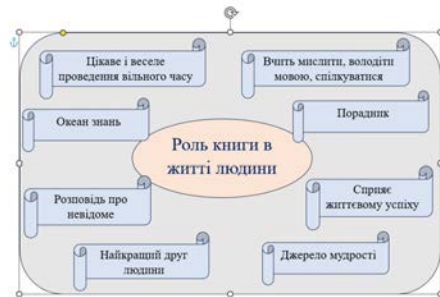 Цікаве і веселе
проведення вільного часу
Вчить мислити, володіти
мовою, спілкуватися
Океан знань
Порадник
Роль книги в
житті людини
Розповідь про
невідоме
Сприяє
життєвому успіху
Найкращий друг
людини
Джерело мудрості